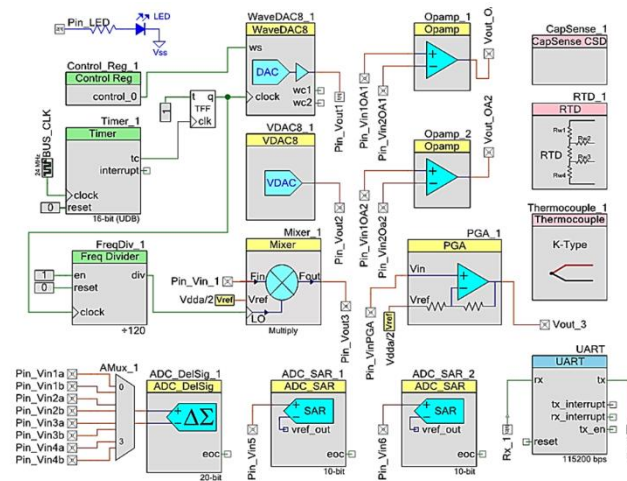 Pin_LED
LED
Vss
Control_Reg_1
Control Reg
control_0
WaveDAC8_1
WaveDAC8
ws
DAC
wc1
wc2
clock
Pin_Vout1
1
t q
TFF
clk
Timer_1
Timer
tc
interrupt
clock
reset
16-bit (UDB)
BUS_CLK
24 MHz
0
VDAC8_1
VDAC8
VDAC
Pin_Vout2
FreqDiv_1
Freq Divider
en div
reset
clock
÷120
1
0
Mixer_1
Mixer
Fin Fout
Vref
LO
Multiply
Pin_Vin_1
Vdda/2 Vref
Pin_Vout3
Opamp_1
Opamp
Vout_O.
Pin_Vin1OA1
Pin_Vin2OA1
Opamp_2
Opamp
Vout_OA2
Pin_Vin1OA2
Pin_Vin2Oa2
PGA_1
PGA
Vin
Vref
Pin_VinPGA
Vdda/2 Vref
Vout_3
CapSense_1
CapSense CSD
RTD_1
RTD
RTD
Rw1
Rw2
Rw3
Rw4
Thermocouple_1
Thermocouple
K-Type
Pin_Vin1a
Pin_Vin1b
Pin_Vin2a
Pin_Vin2b
Pin_Vin3a
Pin_Vin3b
Pin_Vin4a
Pin_Vin4b
AMux_1
0
3
ADC_DelSig_1
ADC_DelSig
ΔΣ
eoc
20-bit
ADC_SAR_1
ADC_SAR
SAR
vref_out
eoc
10-bit
Pin_Vin5
ADC_SAR_2
ADC_SAR
SAR
vref_out
eoc
10-bit
Pin_Vin6
UART
UART
rx tx
tx_interrupt
rx_interrupt
tx_en
reset
115200 bps
Rx_1